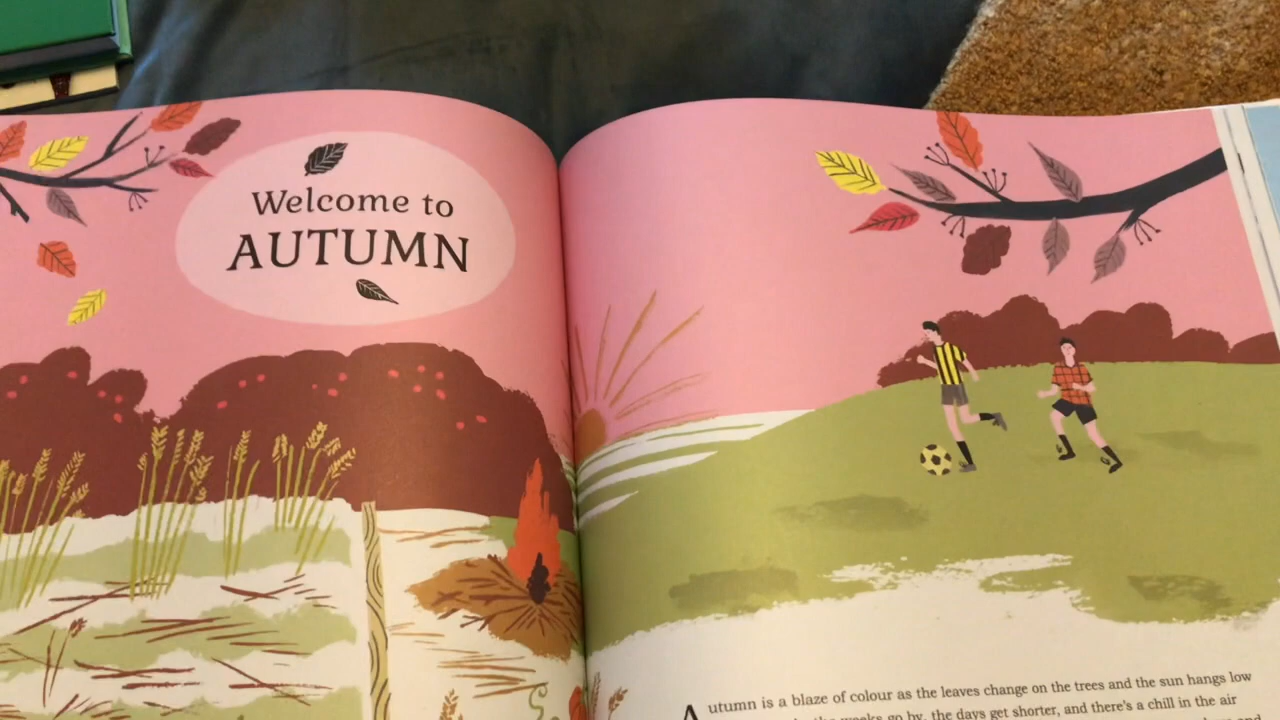 Welcome to
AUTUMN
Autumn is a blaze of colour as the leaves change on the trees and the sun hangs low
the weeks go by, the days get shorter, and there's a chill in the air
and